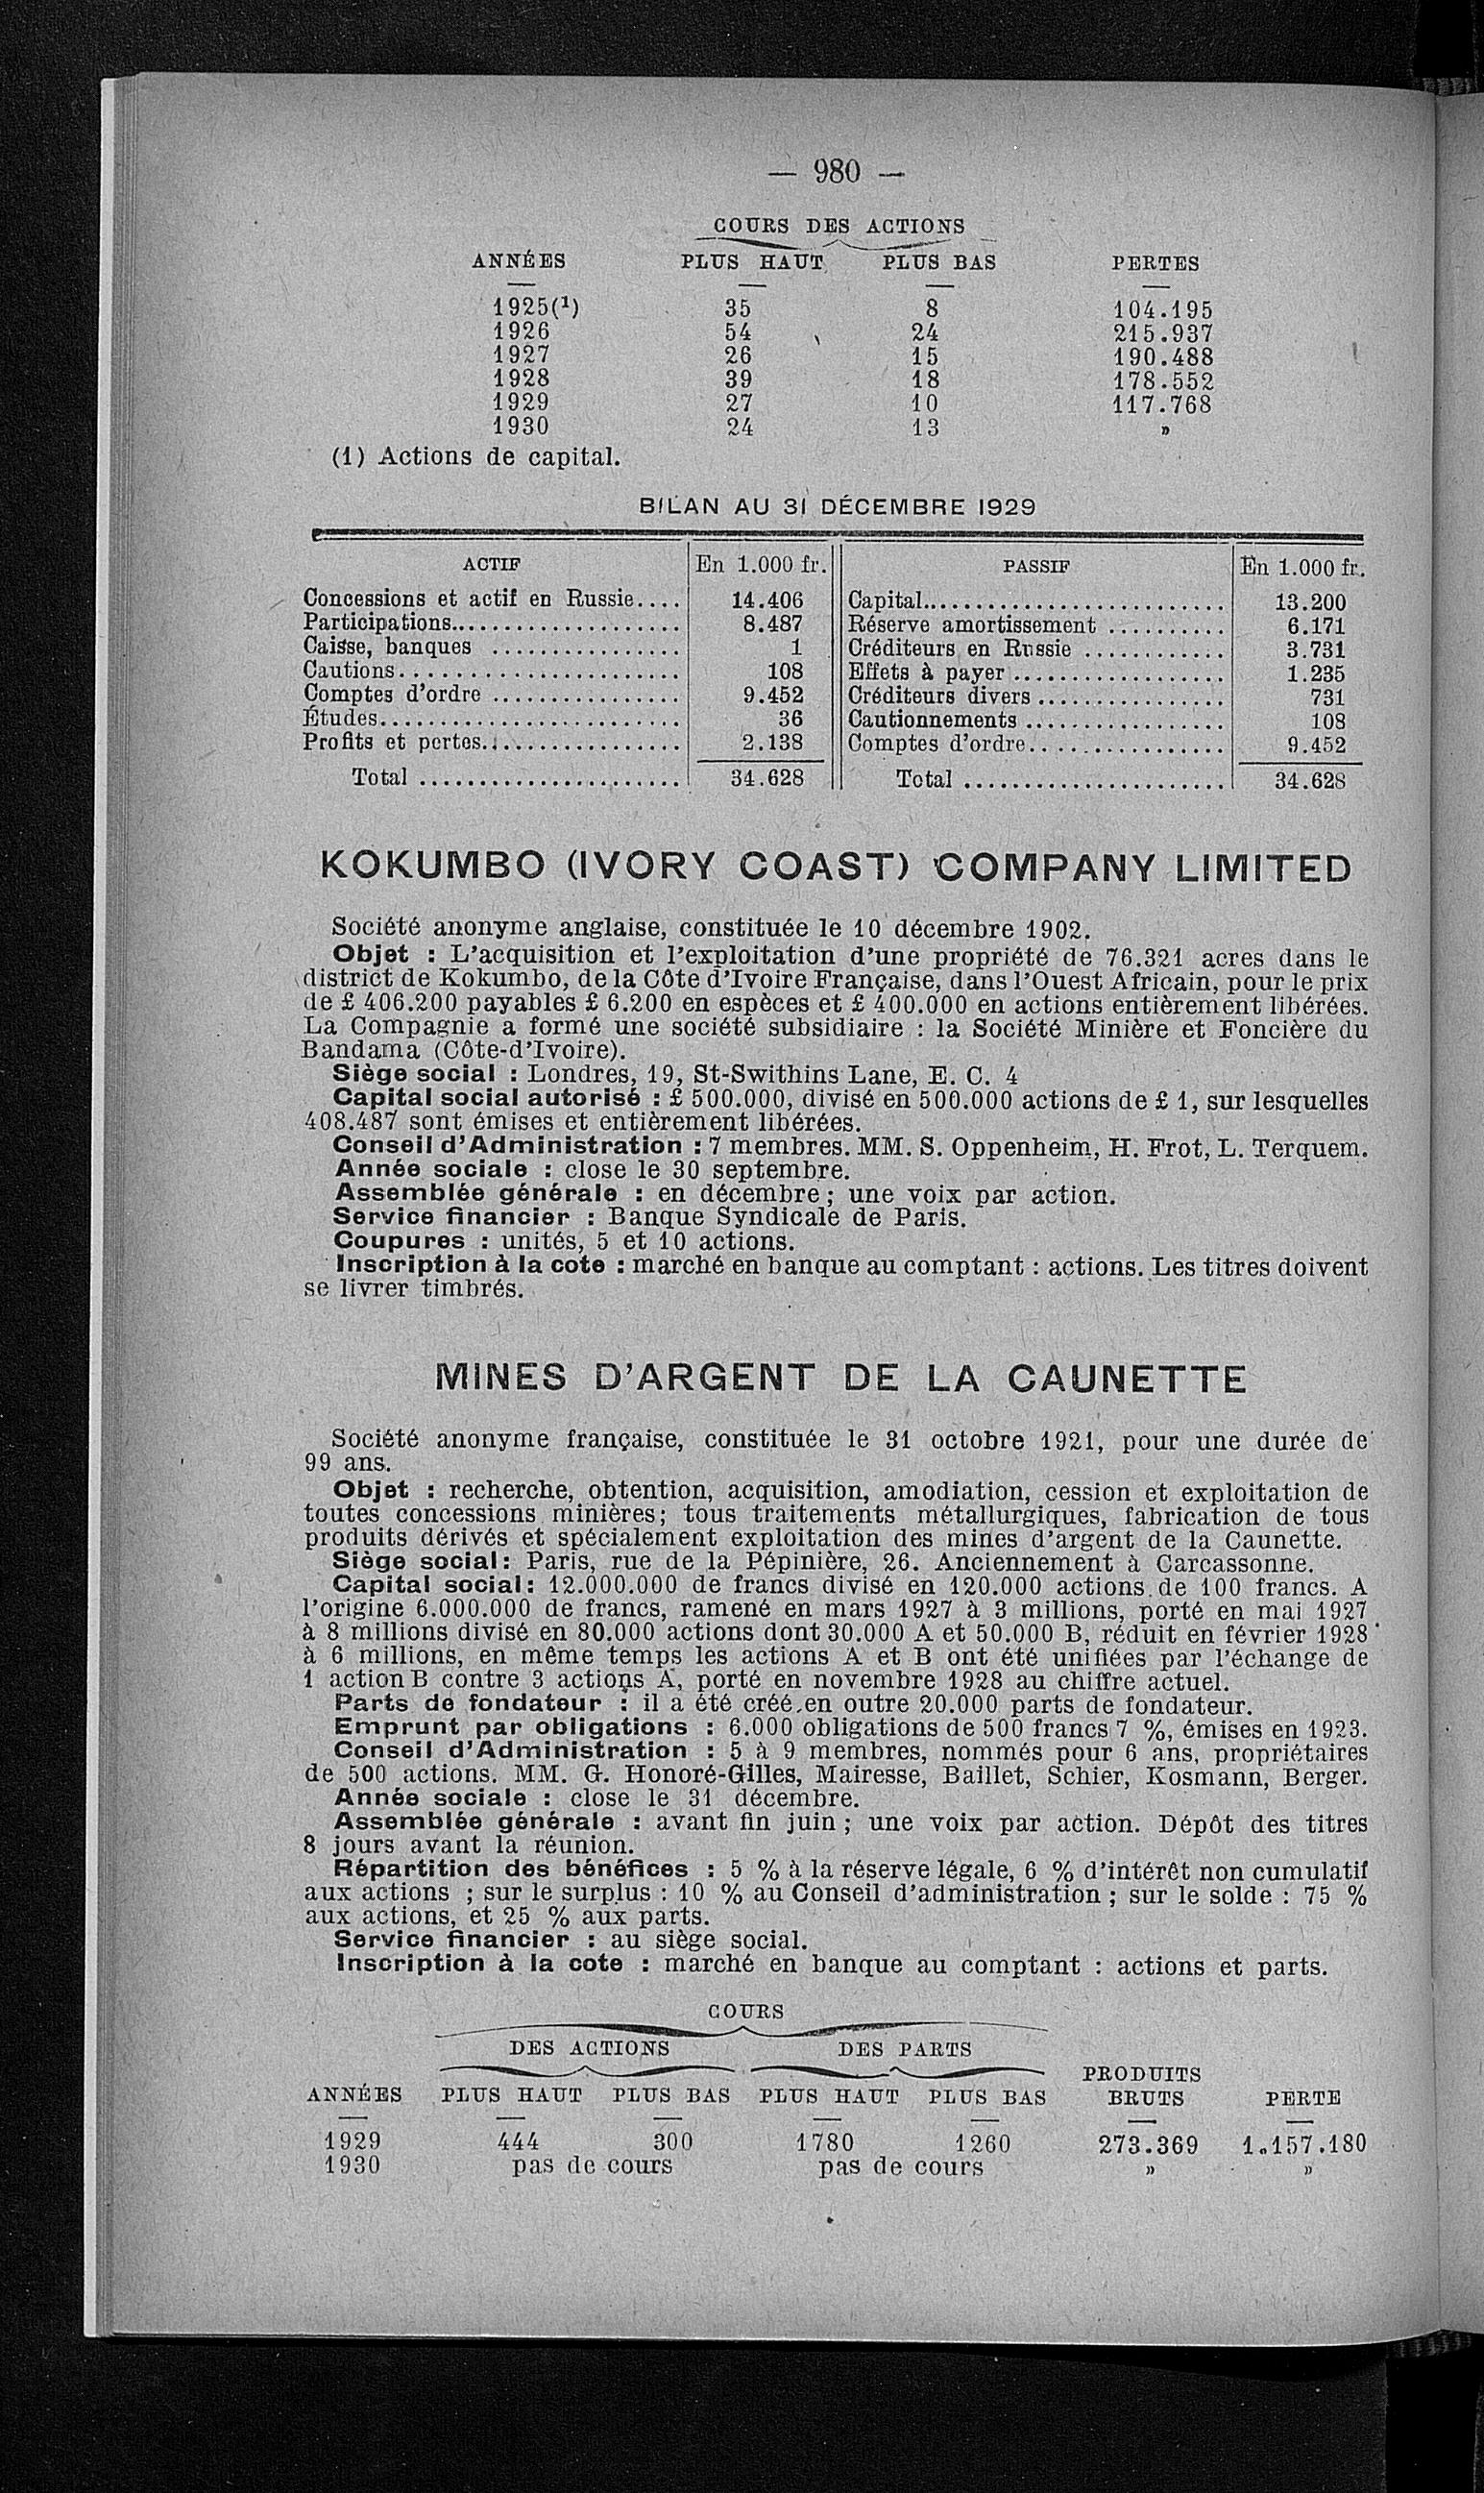 — 980 —
COURS DES ACTIONS
ANNÉES PLUS HAUT PLUS BAS PERTES
1925(¹) 35 8 104.195
1926 54 24 215.937
1927 26 15 190.488
1928 39 18 178.552
1929 27 10 117.768
1930 24 13 »
(1) Actions de capital.
BILAN AU 31 DÉCEMBRE 1929
ACTIF En 1.000 fr. PASSIF En 1.000 fr.
Concessions et actif en Russie.... 14.406 Capital.......................... 13.200
Participations.................... 8.487 Réserve amortissement .......... 6.171
Caisse, banques ................ 1 Créditeurs en Russie ............ 3.731
Cautions........................ 108 Effets à payer .................. 1.235
Comptes d'ordre ................ 9.452 Créditeurs divers ................ 731
Études.......................... 36 Cautionnements ................. 108
Profits et pertes................. 2.138 Comptes d'ordre................. 9.452
Total ...................... 34.628 Total ...................... 34.628
KOKUMBO (IVORY COAST) COMPANY LIMITED
Société anonyme anglaise, constituée le 10 décembre 1902.
Objet : L'acquisition et l'exploitation d'une propriété de 76.321 acres dans le
district de Kokumbo, de la Côte d'Ivoire Française, dans l'Ouest Africain, pour le prix
de £ 406.200 payables £ 6.200 en espèces et £ 400.000 en actions entièrement libérées.
La Compagnie a formé une société subsidiaire : la Société Minière et Foncière du
Bandama (Côte-d'Ivoire).
Siège social : Londres, 19, St-Swithins Lane, E. C. 4
Capital social autorisé : £ 500.000, divisé en 500.000 actions de £ 1, sur lesquelles
408.487 sont émises et entièrement libérées.
Conseil d'Administration : 7 membres. MM. S. Oppenheim, H. Frot, L. Terquem.
Année sociale : close le 30 septembre.
Assemblée générale : en décembre ; une voix par action.
Service financier : Banque Syndicale de Paris.
Coupures : unités, 5 et 10 actions.
Inscription à la cote : marché en banque au comptant : actions. Les titres doivent
se livrer timbrés.
MINES D'ARGENT DE LA CAUNETTE
Société anonyme française, constituée le 31 octobre 1921, pour une durée de
99 ans.
Objet : recherche, obtention, acquisition, amodiation, cession et exploitation de
toutes concessions minières; tous traitements métallurgiques, fabrication de tous
produits dérivés et spécialement exploitation des mines d'argent de la Caunette.
Siège social: Paris, rue de la Pépinière, 26. Anciennement à Carcassonne.
Capital social: 12.000.000 de francs divisé en 120.000 actions de 100 francs. A
l'origine 6.000.000 de francs, ramené en mars 1927 à 3 millions, porté en mai 1927
à 8 millions divisé en 80.000 actions dont 30.000 A et 50.000 B, réduit en février 1928
à 6 millions, en même temps les actions A et B ont été unifiées par l'échange de
1 action B contre 3 actions A, porté en novembre 1928 au chiffre actuel.
Parts de fondateur : il a été créé en outre 20.000 parts de fondateur.
Emprunt par obligations : 6.000 obligations de 500 francs 7 %, émises en 1923.
Conseil d'Administration : 5 à 9 membres, nommés pour 6 ans, propriétaires
de 500 actions. MM. G. Honoré-Gilles, Mairesse, Baillet, Schier, Kosmann, Berger.
Année sociale : close le 31 décembre.
Assemblée générale : avant fin juin ; une voix par action. Dépôt des titres
8 jours avant la réunion.
Répartition des bénéfices : 5 % à la réserve légale, 6 % d'intérêt non cumulatif
aux actions ; sur le surplus : 10 % au Conseil d'administration ; sur le solde : 75 %
aux actions, et 25 % aux parts.
Service financier : au siège social.
Inscription à la cote : marché en banque au comptant : actions et parts.
COURS
DES ACTIONS DES PARTS
PRODUITS
ANNÉES PLUS HAUT PLUS BAS PLUS HAUT PLUS BAS BRUTS PERTE
1929 444 300 1780 1260 273.369 1.157.180
1930 pas de cours pas de cours » »